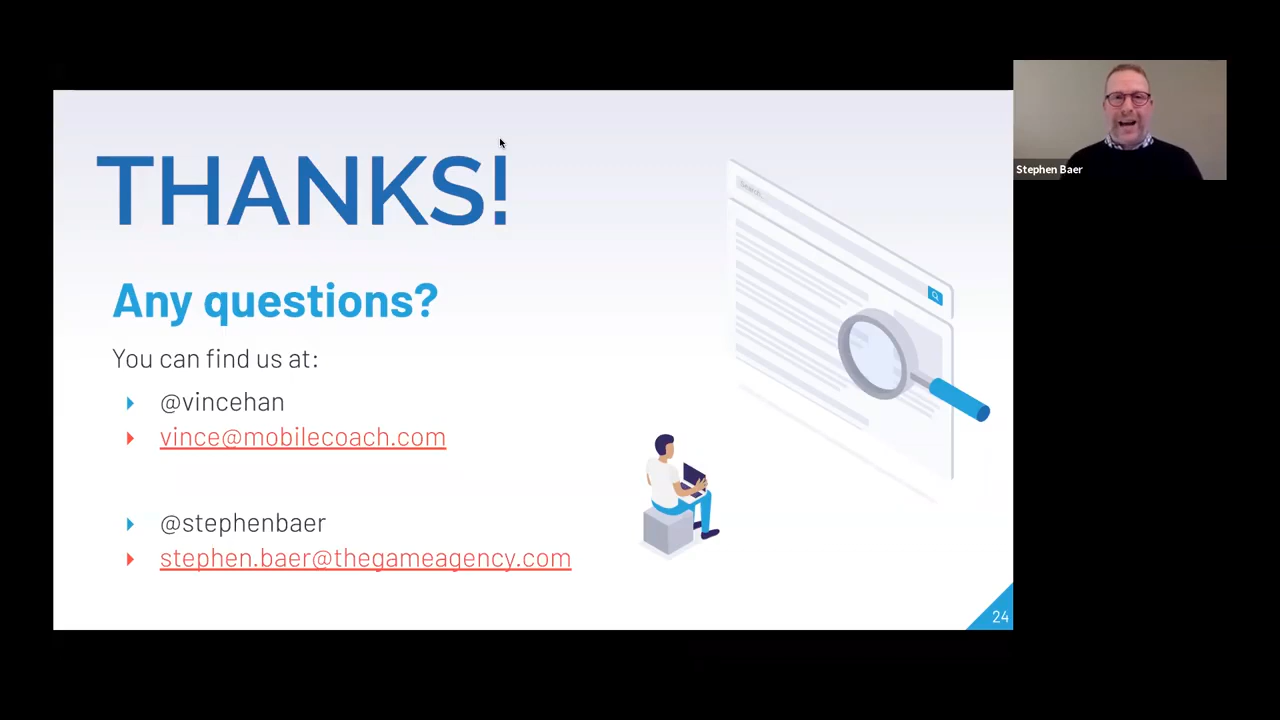 THANKS!
Stephen Baer
Search...
Any questions?
You can find us at:
@vincehan
vince@mobilecoach.com
@stephenbaer
stephen.baer@thegameagency.com
24